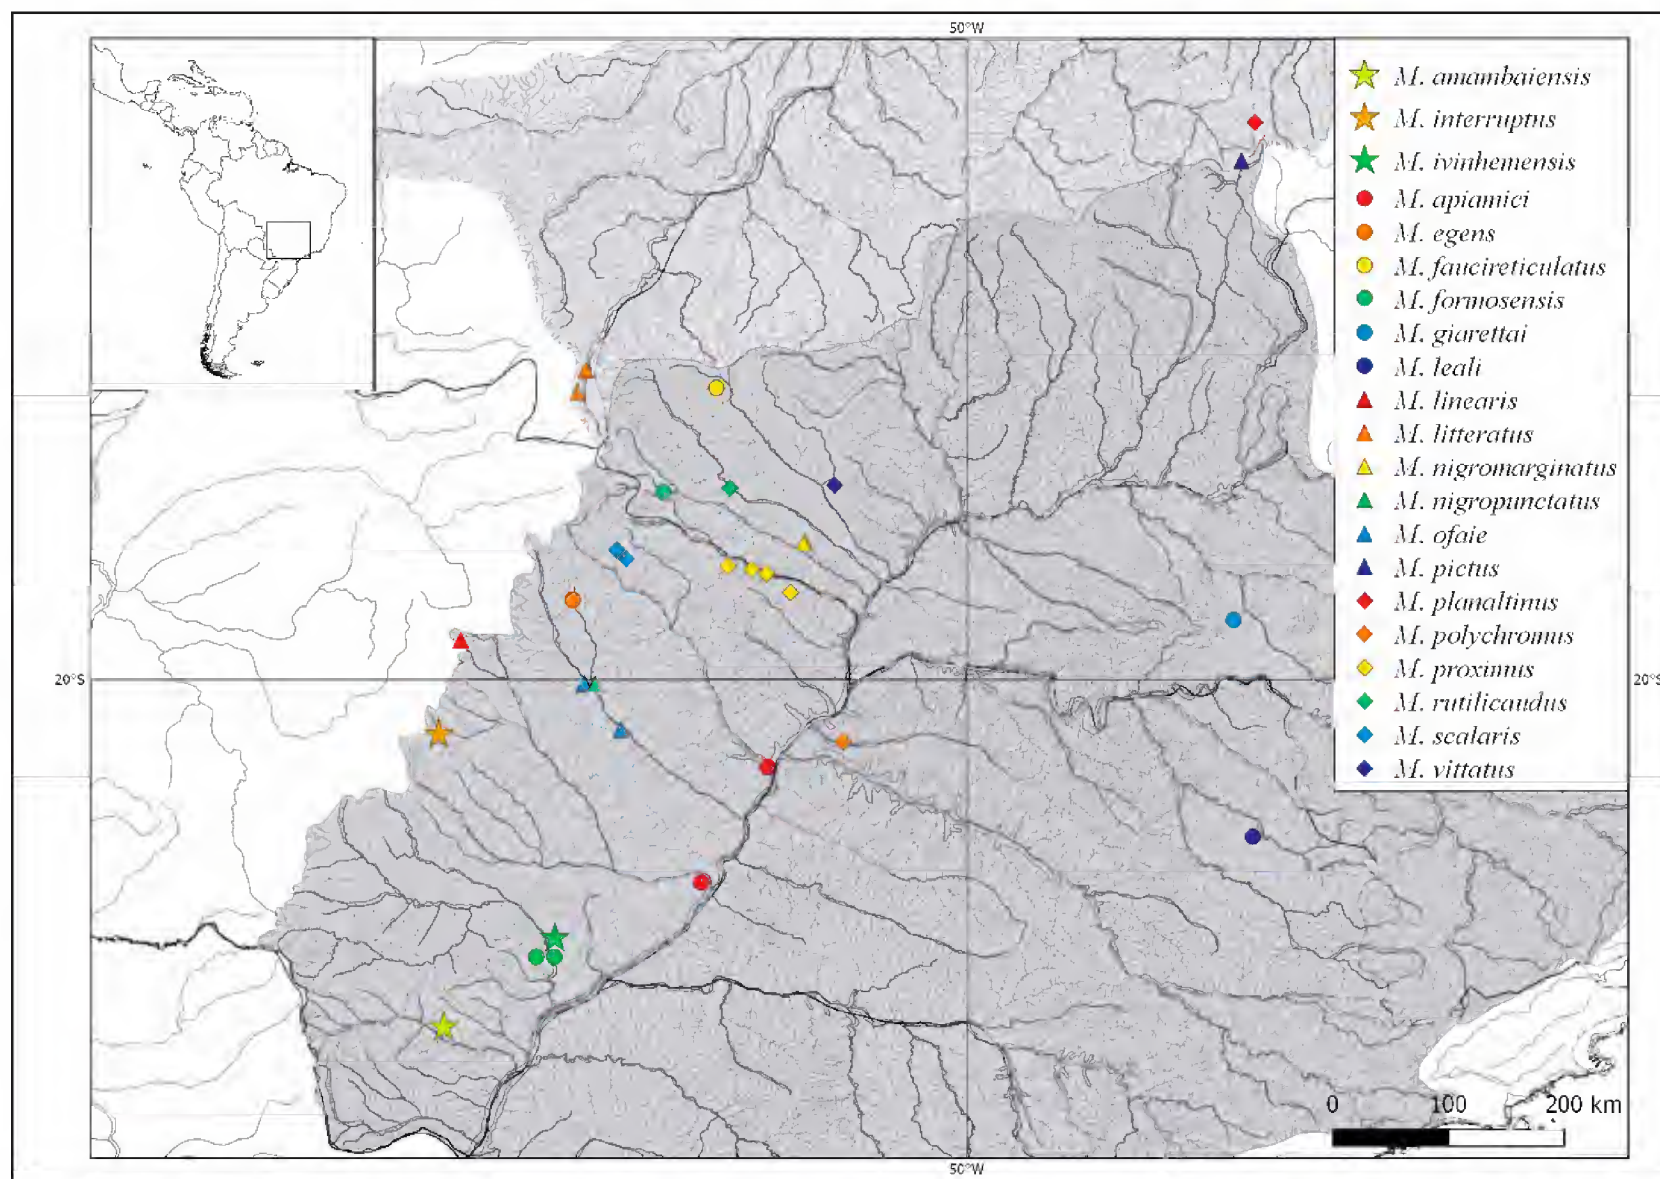 50°W
M. amambaiensis
M. interruptus
M. ivinhemensis
M. apiamici
M. egens
M. faucireticulatus
M. formosensis
M. giarettai
M. leali
M. linearis
M. litteratus
M. nigromarginatus
M. nigropunctatus
M. ofaie
M. pictus
M. planaltinus
M. polychromus
M. proximus
M. rutilicaudus
M. scalaris
M. vittatus
20°S
20°S
0 100 200 km
50°W